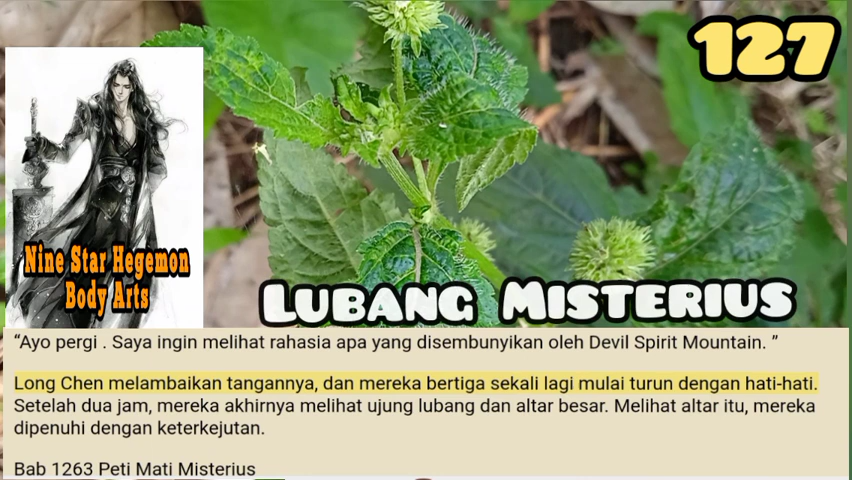 127
Nine Star Hegemon
Body Arts
Lubang Misterius
“Ayo pergi . Saya ingin melihat rahasia apa yang disembunyikan oleh Devil Spirit Mountain. ”
Long Chen melambaikan tangannya, dan mereka bertiga sekali lagi mulai turun dengan hati-hati.
Setelah dua jam, mereka akhirnya melihat ujung lubang dan altar besar. Melihat altar itu, mereka
dipenuhi dengan keterkejutan.
Bab 1263 Peti Mati Misterius